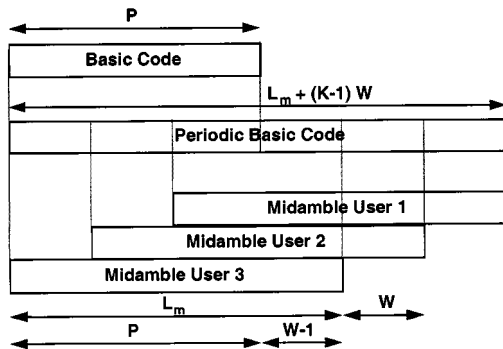 P
Basic Code
L_m + (K-1) W
Periodic Basic Code
Midamble User 1
Midamble User 2
Midamble User 3
L_m
W
P
W-1